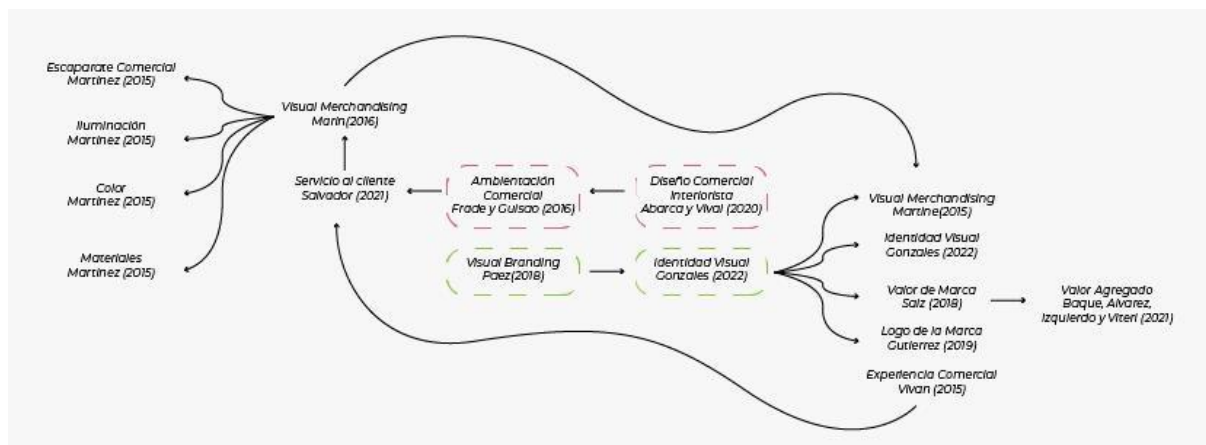 Escaparate Comercial
Martinez (2015)
Iluminación
Martinez (2015)
Color
Martinez (2015)
Materiales
Martinez (2015)
Visual Merchandising
Marin(2016)
Servicio al cliente
Salvador (2021)
Ambientación
Comercial
Frade y Guisao (2016)
Diseño Comercial
Interiorista
Abarca y Vival (2020)
Visual Branding
Paez(2018)
Identidad Visual
Gonzales (2022)
Visual Merchandising
Martine(2015)
Identidad Visual
Gonzales (2022)
Valor de Marca
Saiz (2018)
Logo de la Marca
Gutierrez (2019)
Experiencia Comercial
Vivan (2015)
Valor Agregado
Baque, Alvarez,
Izquierdo y Viteri (2021)